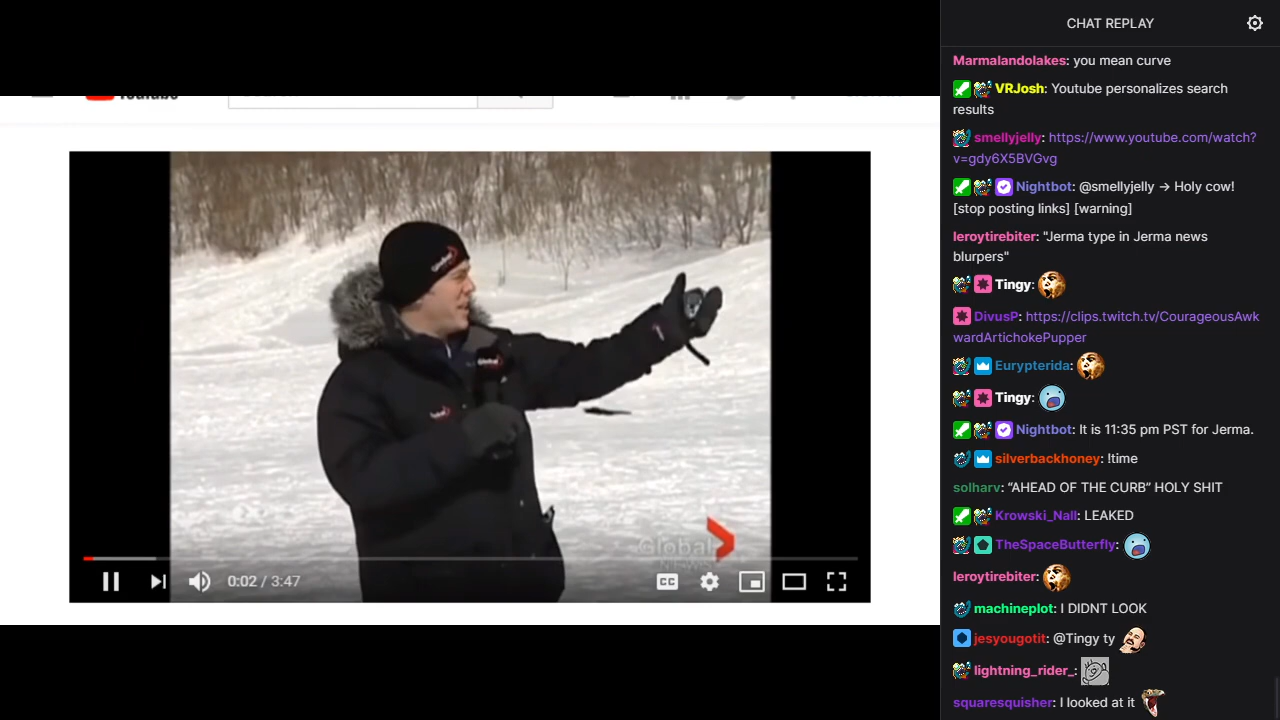 CHAT REPLAY
Marmalandolakes: you mean curve
VRJosh: Youtube personalizes search
results
smellyjelly: https://www.youtube.com/watch?
v=gdy6X5BVGvg
Nightbot: @smellyjelly → Holy cow!
[stop posting links] [warning]
leroytirebiter: "Jerma type in Jerma news
blurpers"
Tingy:
DivusP: https://clips.twitch.tv/CourageousAwk
wardArtichokePupper
Eurypterida:
Tingy:
Nightbot: It is 11:35 pm PST for Jerma.
silverbackhoney: !time
solharv: “AHEAD OF THE CURB” HOLY SHIT
Krowski_Nall: LEAKED
TheSpaceButterfly:
leroytirebiter:
machineplot: I DIDNT LOOK
jesyougotit: @Tingy ty
lightning_rider_:
squaresquisher: I looked at it
YouTube
Global
Global
NEWS
0:02 / 3:47
CC